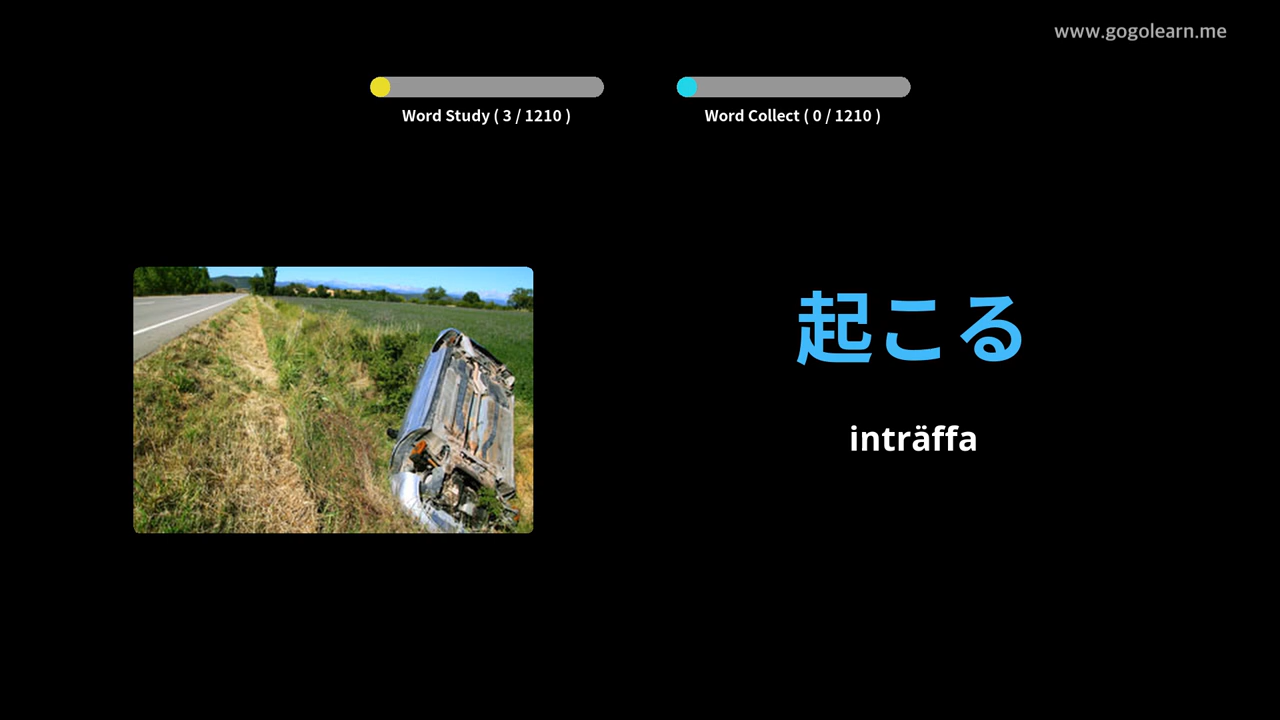 www.gogolearn.me
Word Study ( 3 / 1210 )
Word Collect ( 0 / 1210 )
起こる
inträffa